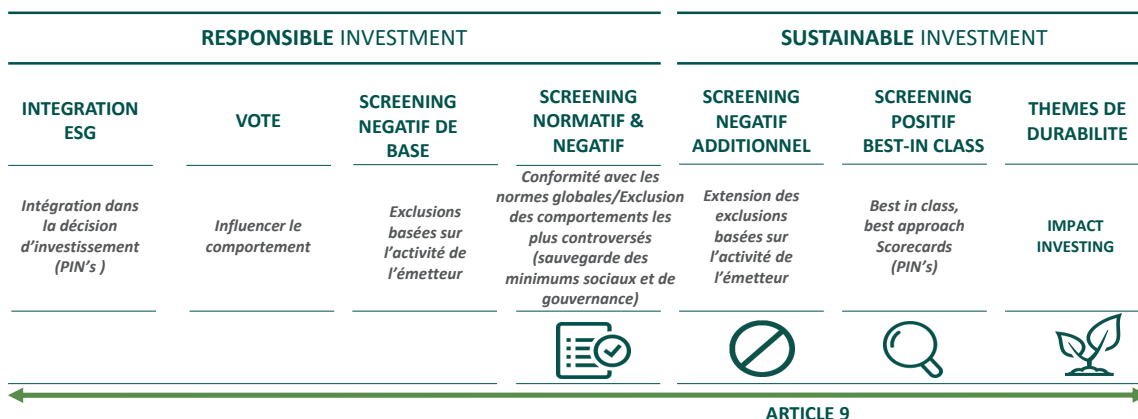 RESPONSIBLE INVESTMENT
SUSTAINABLE INVESTMENT
INTEGRATION
ESG
VOTE
SCREENING
NEGATIF DE
BASE
SCREENING
NORMATIF &
NEGATIF
SCREENING
NEGATIF
ADDITIONNEL
SCREENING
POSITIF
BEST-IN CLASS
THEMES DE
DURABILITE
Intégration dans
la décision
d'investissement
(PIN's )
Influencer le
comportement
Exclusions
basées sur
l'activité de
l'émetteur
Conformité avec les
normes globales/Exclusion
des comportements les
plus controversés
(sauvegarde des
minimums sociaux et de
gouvernance)
Extension des
exclusions
basées sur
l'activité de
l'émetteur
Best in class,
best approach
Scorecards
(PIN's)
IMPACT
INVESTING
ARTICLE 9